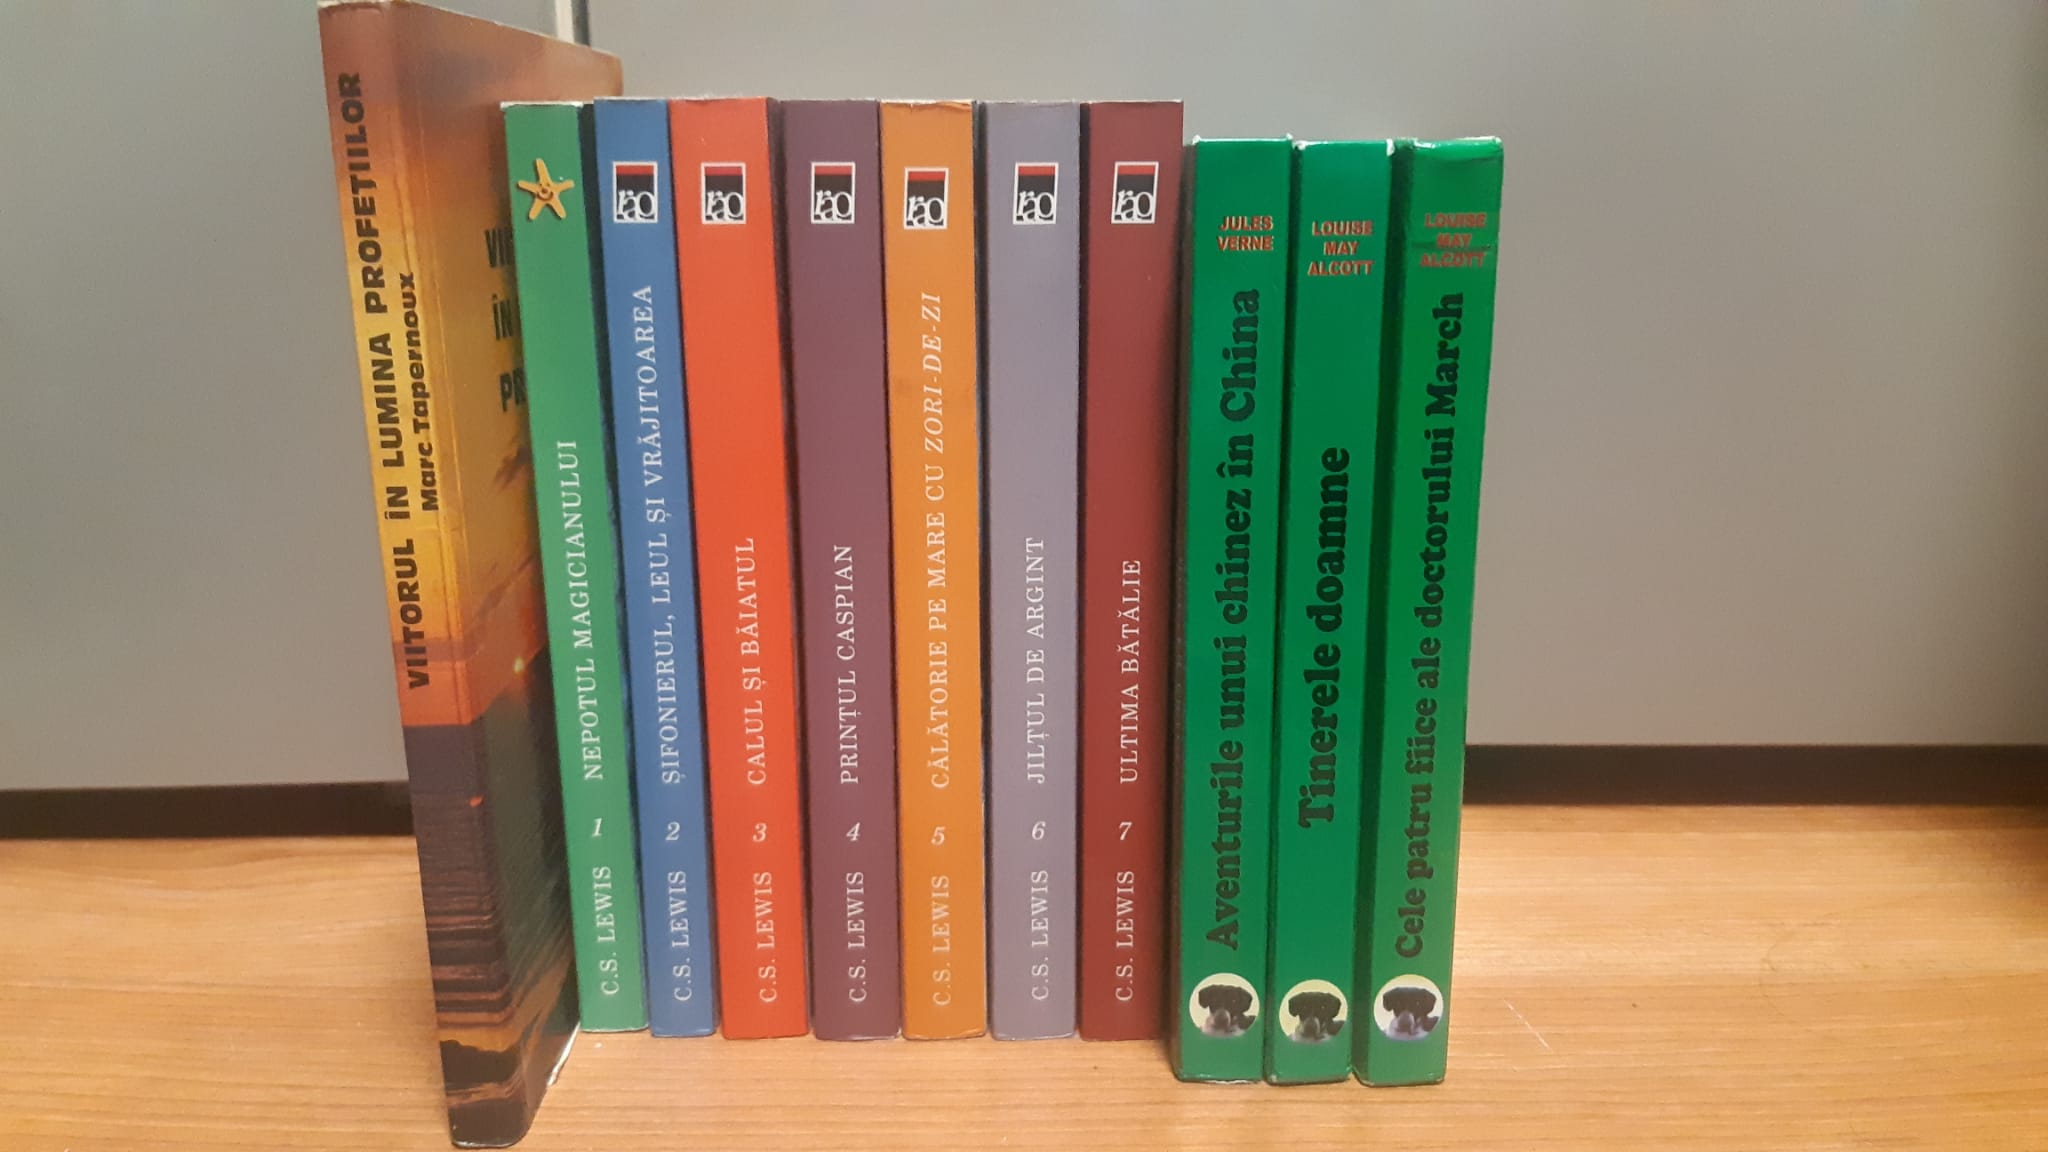 VIITORUL ÎN LUMINA PROFEȚIILOR
Marc Tapernoux
ÎN
C.S. LEWIS 1 NEPOTUL MAGICIANULUI
rao
C.S. LEWIS 2 ȘIFONIERUL, LEUL ȘI VRĂJITOAREA
rao
C.S. LEWIS 3 CALUL ȘI BĂIATUL
rao
C.S. LEWIS 4 PRINȚUL CASPIAN
rao
C.S. LEWIS 5 CĂLĂTORIE PE MARE CU ZORI-DE-ZI
rao
C.S. LEWIS 6 JILȚUL DE ARGINT
rao
C.S. LEWIS 7 ULTIMA BĂTĂLIE
JULES
VERNE
Aventurile unui chinez în China
LOUISE
MAY
ALCOTT
Tinerele doamne
LOUISE
MAY
ALCOTT
Cele patru fiice ale doctorului March